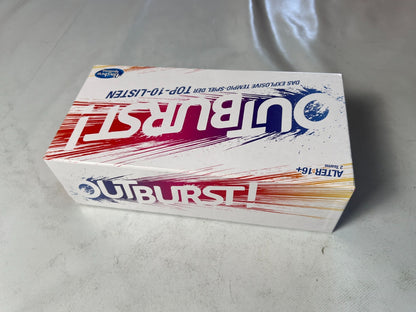 OUTBURST!
DAS EXPLOSIVE TEMPO-SPIEL DER
TOP-10-LISTEN
OUTBURST!
ALTER 16+
2 Teams